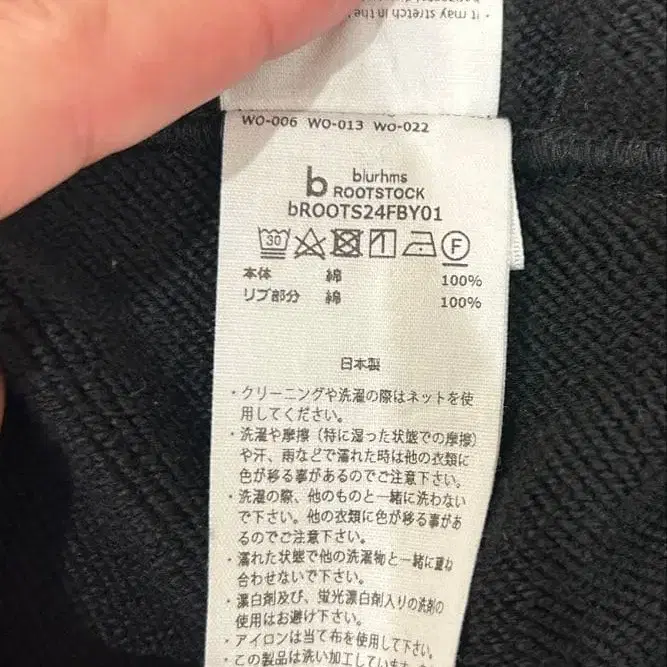 it may stretch in the
WO-006 WO-013 WO-022
b blurhms
ROOTSTOCK
bROOTS24FBY01
30 F
本体 綿 100%
リブ部分 綿 100%
日本製
・クリーニングや洗濯の際はネットを使
用してください。
・洗濯や摩擦（特に湿った状態での摩擦）
や汗、雨などで濡れた時は他の衣類に
色が移る事があるのでご注意下さい。
・洗濯の際、他のものと一緒に洗わない
で下さい。他の衣類に色が移る事があ
るのでご注意下さい。
・濡れた状態で他の洗濯物と一緒に重ね
合わせないで下さい。
・漂白剤及び、蛍光漂白剤入りの洗剤の
使用はお避け下さい。
・アイロンは当て布を使用して下さい。
・この製品は洗い加工しています